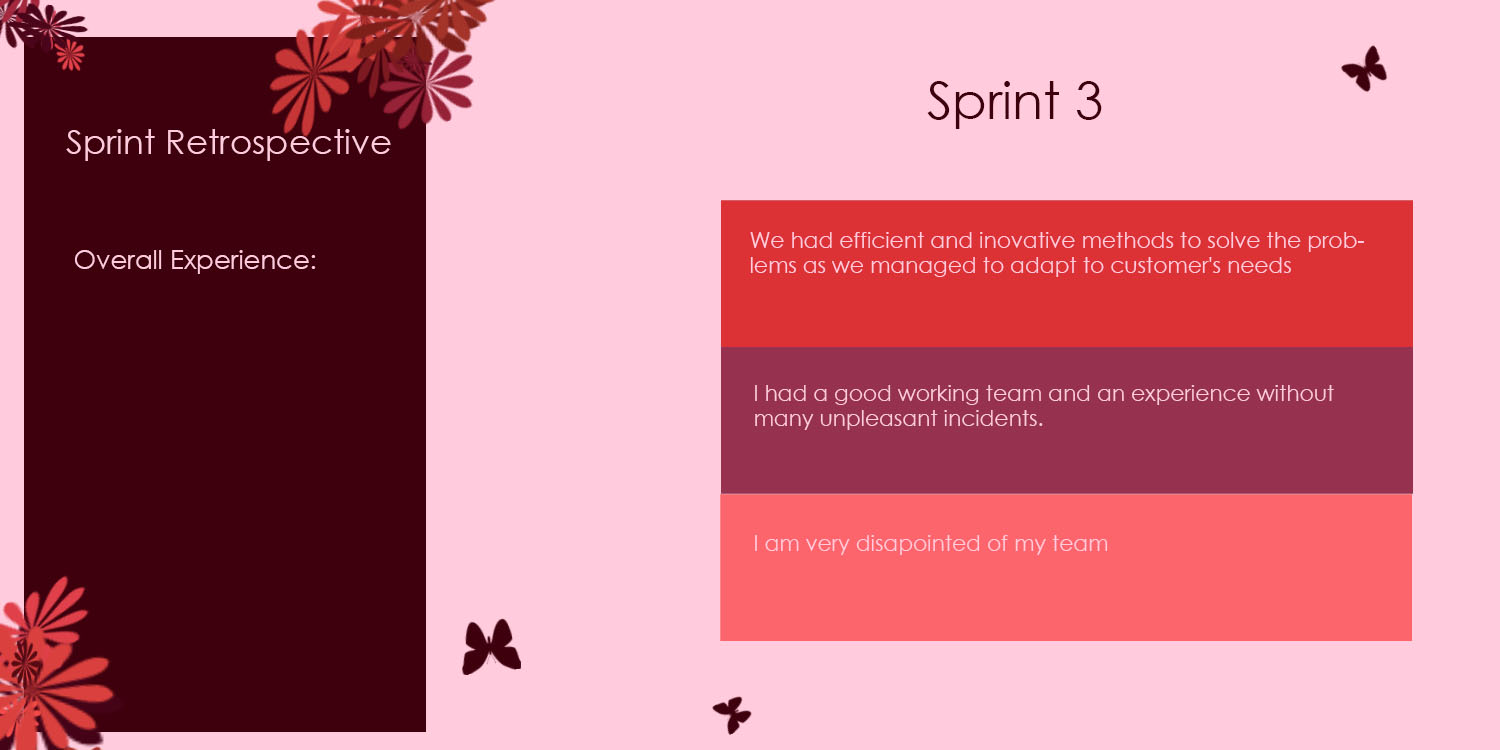 Sprint Retrospective
Overall Experience:
Sprint 3
We had efficient and inovative methods to solve the prob-
lems as we managed to adapt to customer's needs
I had a good working team and an experience without
many unpleasant incidents.
I am very disapointed of my team